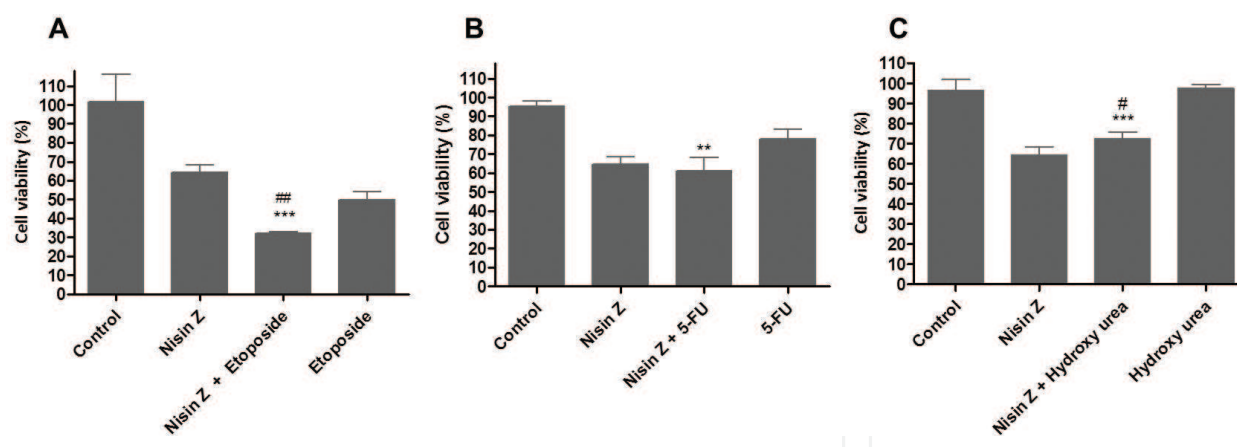 A
Cell viability (%)
110
100
90
80
70
60
50
40
30
20
10
0
##
***
Control
Nisin Z
Nisin Z + Etoposide
Etoposide
B
Cell viability (%)
110
100
90
80
70
60
50
40
30
20
10
0
**
Control
Nisin Z
Nisin Z + 5-FU
5-FU
C
Cell viability (%)
110
100
90
80
70
60
50
40
30
20
10
0
#
***
Control
Nisin Z
Nisin Z + Hydroxy urea
Hydroxy urea